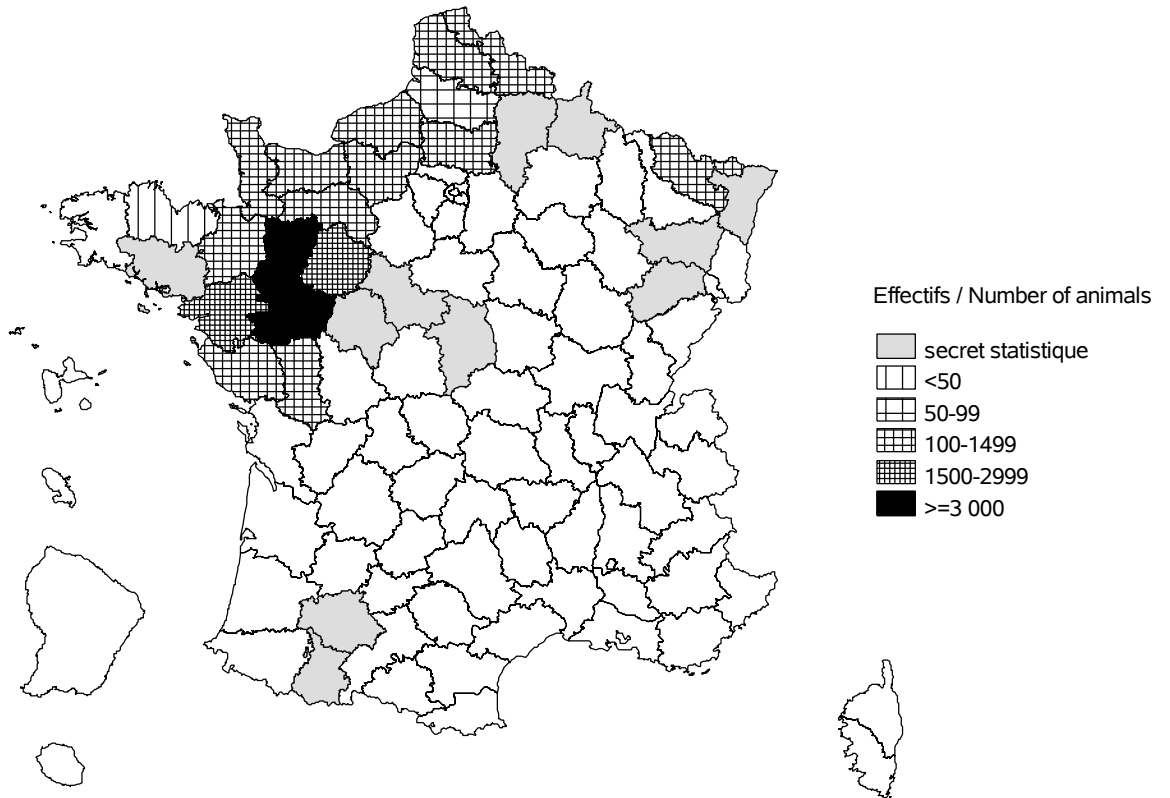 Effectifs / Number of animals
secret statistique
<50
50-99
100-1499
1500-2999
>=3 000